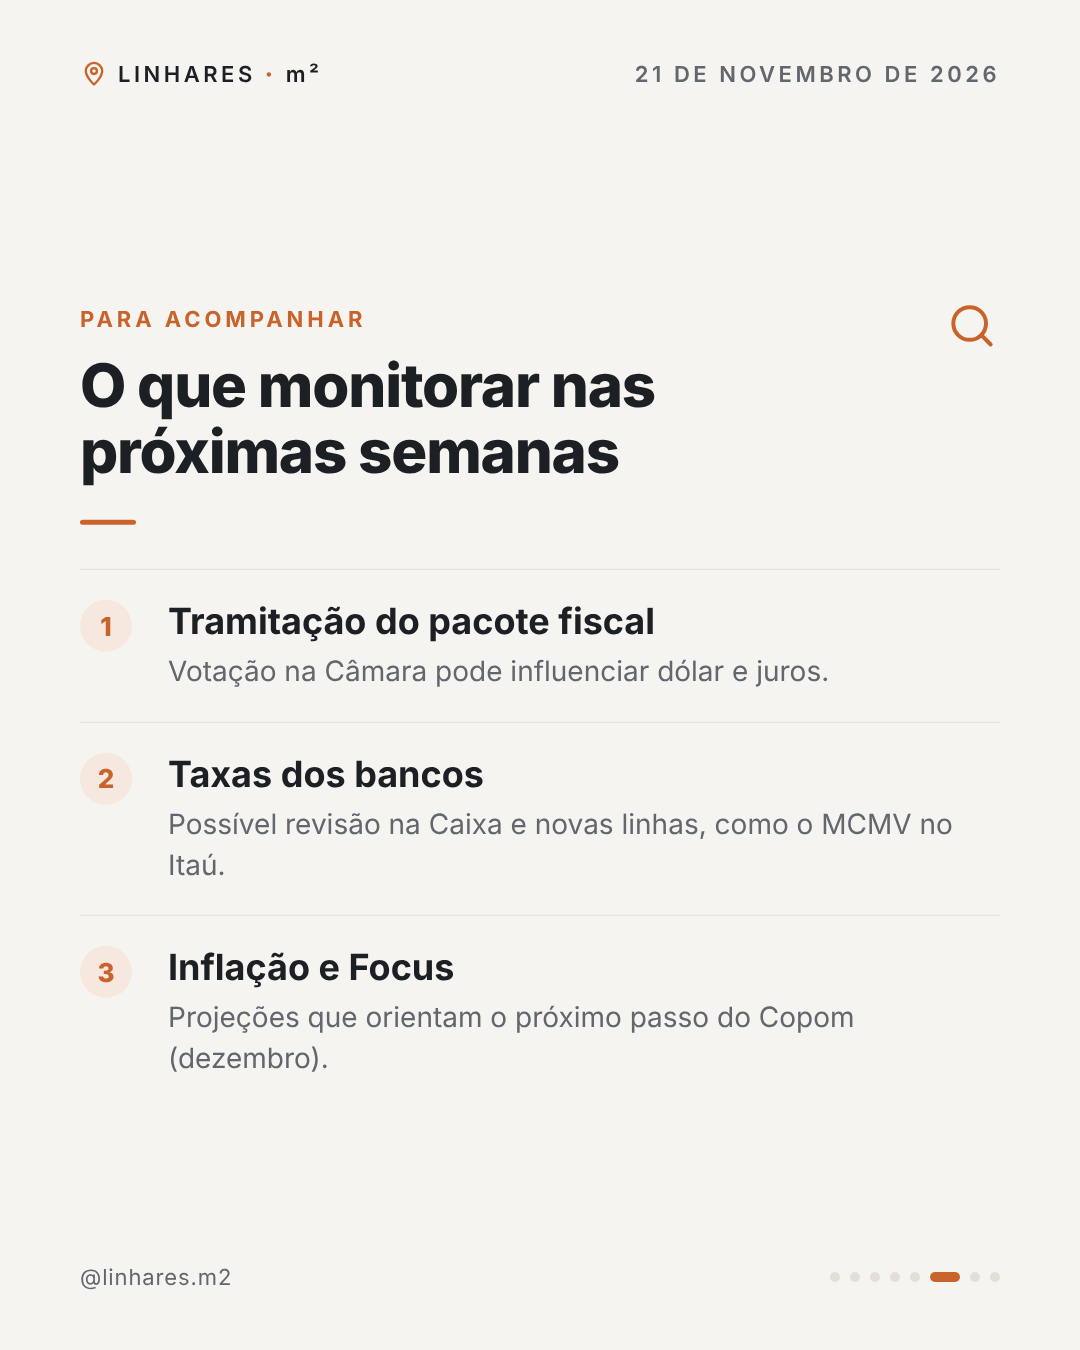 LINHARES · m²
21 DE NOVEMBRO DE 2026
PARA ACOMPANHAR
O que monitorar nas
próximas semanas
1
Tramitação do pacote fiscal
Votação na Câmara pode influenciar dólar e juros.
2
Taxas dos bancos
Possível revisão na Caixa e novas linhas, como o MCMV no
Itaú.
3
Inflação e Focus
Projeções que orientam o próximo passo do Copom
(dezembro).
@linhares.m2